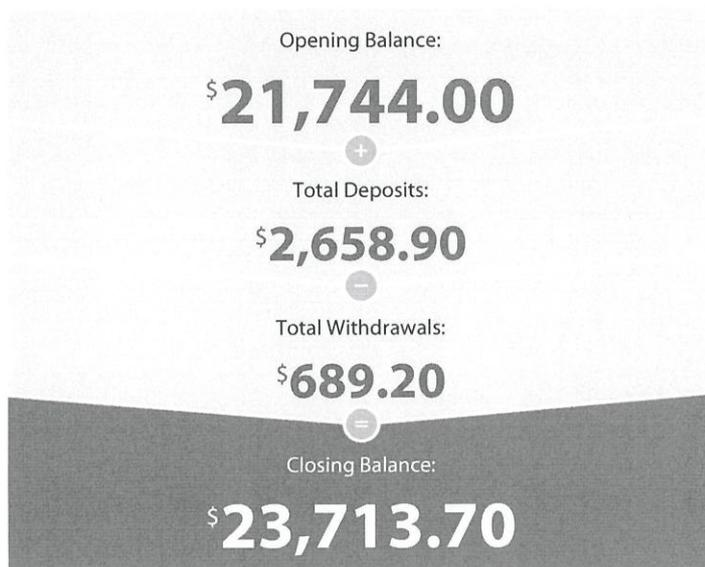 Opening Balance:
$21,744.00
+
Total Deposits:
$2,658.90
−
Total Withdrawals:
$689.20
=
Closing Balance:
$23,713.70